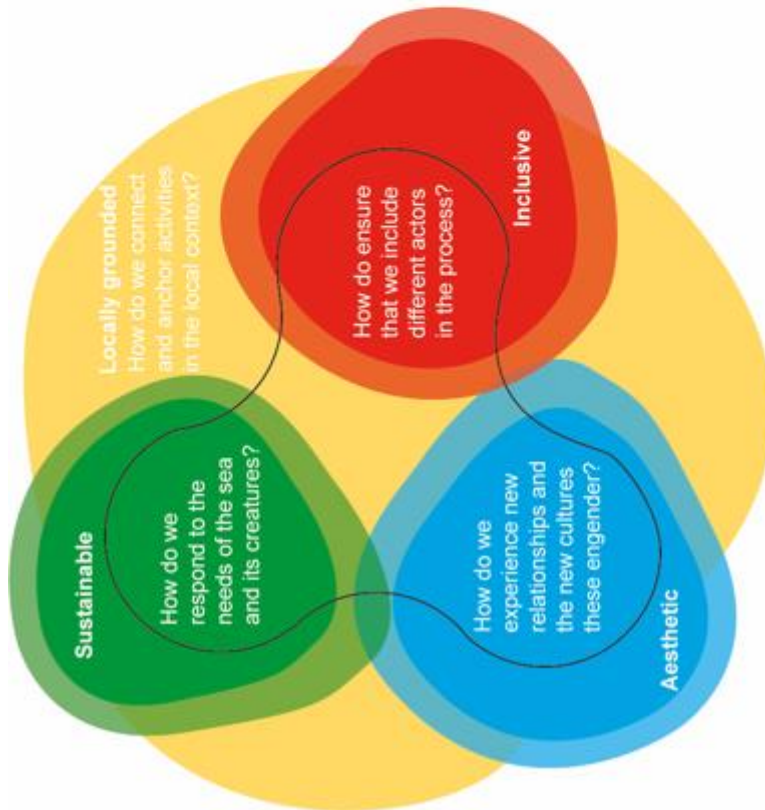 Sustainable
How do we
respond to the
needs of the sea
and its creatures?
Locally grounded
How do we connect
and anchor activities
in the local context?
How do we
experience new
relationships and
the new cultures
these engender?
Aesthetic
How do ensure
that we include
different actors
in the process?
Inclusive